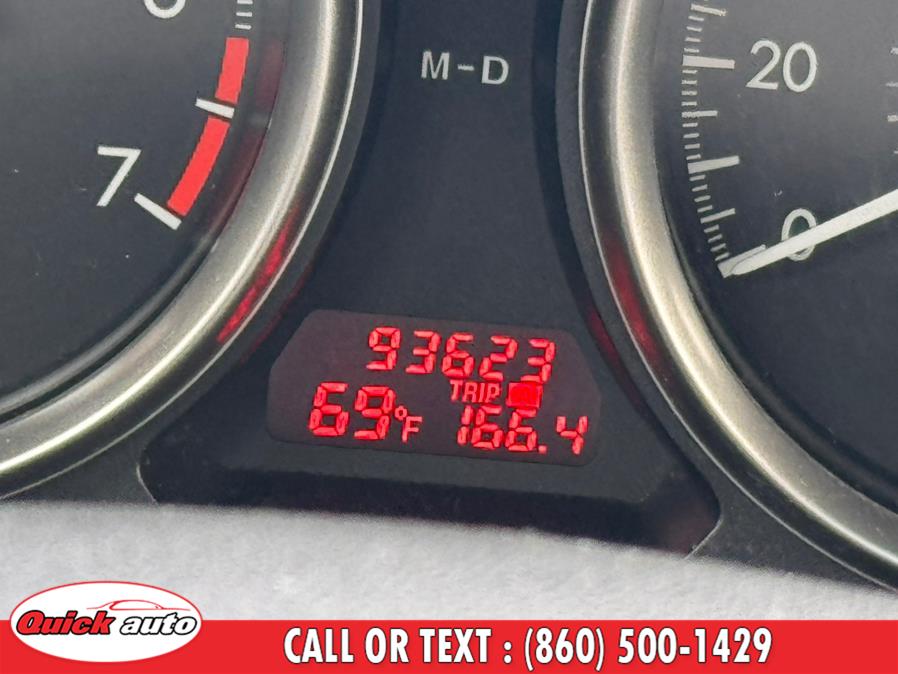 M-D
20
7
0
93623
TRIP
69°F 166.4
Quick auto
CALL OR TEXT : (860) 500-1429